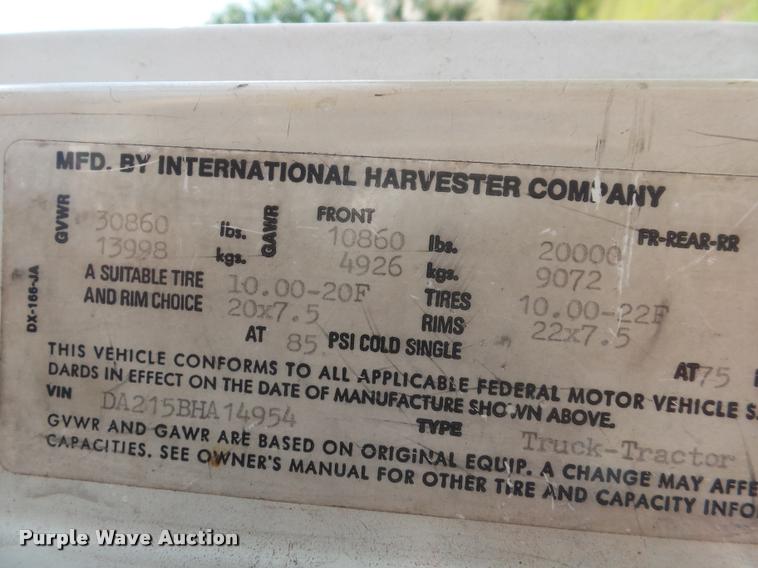 MFD. BY INTERNATIONAL HARVESTER COMPANY
GVWR 30860 lbs. GAWR FRONT 10860 lbs. 20000 FR-REAR-RR
13998 kgs. 4926 kgs. 9072
A SUITABLE TIRE 10.00-20F TIRES 10.00-22F
AND RIM CHOICE 20x7.5 RIMS 22x7.5
AT 85 PSI COLD SINGLE AT 75
THIS VEHICLE CONFORMS TO ALL APPLICABLE FEDERAL MOTOR VEHICLE S
DARDS IN EFFECT ON THE DATE OF MANUFACTURE SHOWN ABOVE.
VIN DA215BHA14954 TYPE Truck-Tractor
GVWR AND GAWR ARE BASED ON ORIGINAL EQUIP. A CHANGE MAY AFFE
CAPACITIES. SEE OWNER'S MANUAL FOR OTHER TIRE AND CAPACITY INFO
DX-166-JA
Purple Wave Auction